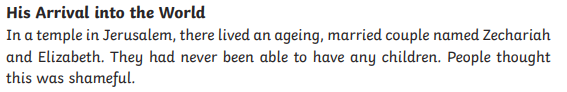 His Arrival into the World
In a temple in Jerusalem, there lived an ageing, married couple named Zechariah
and Elizabeth. They had never been able to have any children. People thought
this was shameful.